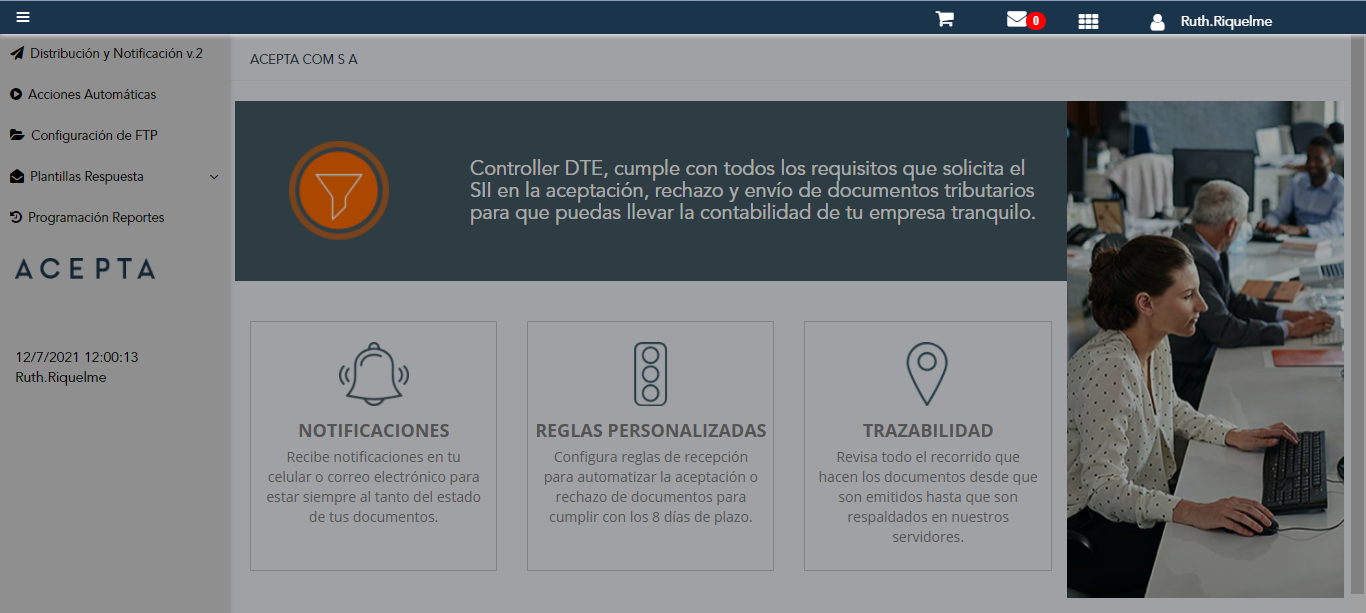 0
Ruth.Riquelme
Distribución y Notificación v.2
Acciones Automáticas
Configuración de FTP
Plantillas Respuesta
Programación Reportes
ACEPTA
12/7/2021 12:00:13
Ruth.Riquelme
ACEPTA COM S A
Controller DTE, cumple con todos los requisitos que solicita el
SII en la aceptación, rechazo y envío de documentos tributarios
para que puedas llevar la contabilidad de tu empresa tranquilo.
NOTIFICACIONES
Recibe notificaciones en tu
celular o correo electrónico para
estar siempre al tanto del estado
de tus documentos.
REGLAS PERSONALIZADAS
Configura reglas de recepción
para automatizar la aceptación o
rechazo de documentos para
cumplir con los 8 días de plazo.
TRAZABILIDAD
Revisa todo el recorrido que
hacen los documentos desde que
son emitidos hasta que son
respaldados en nuestros
servidores.